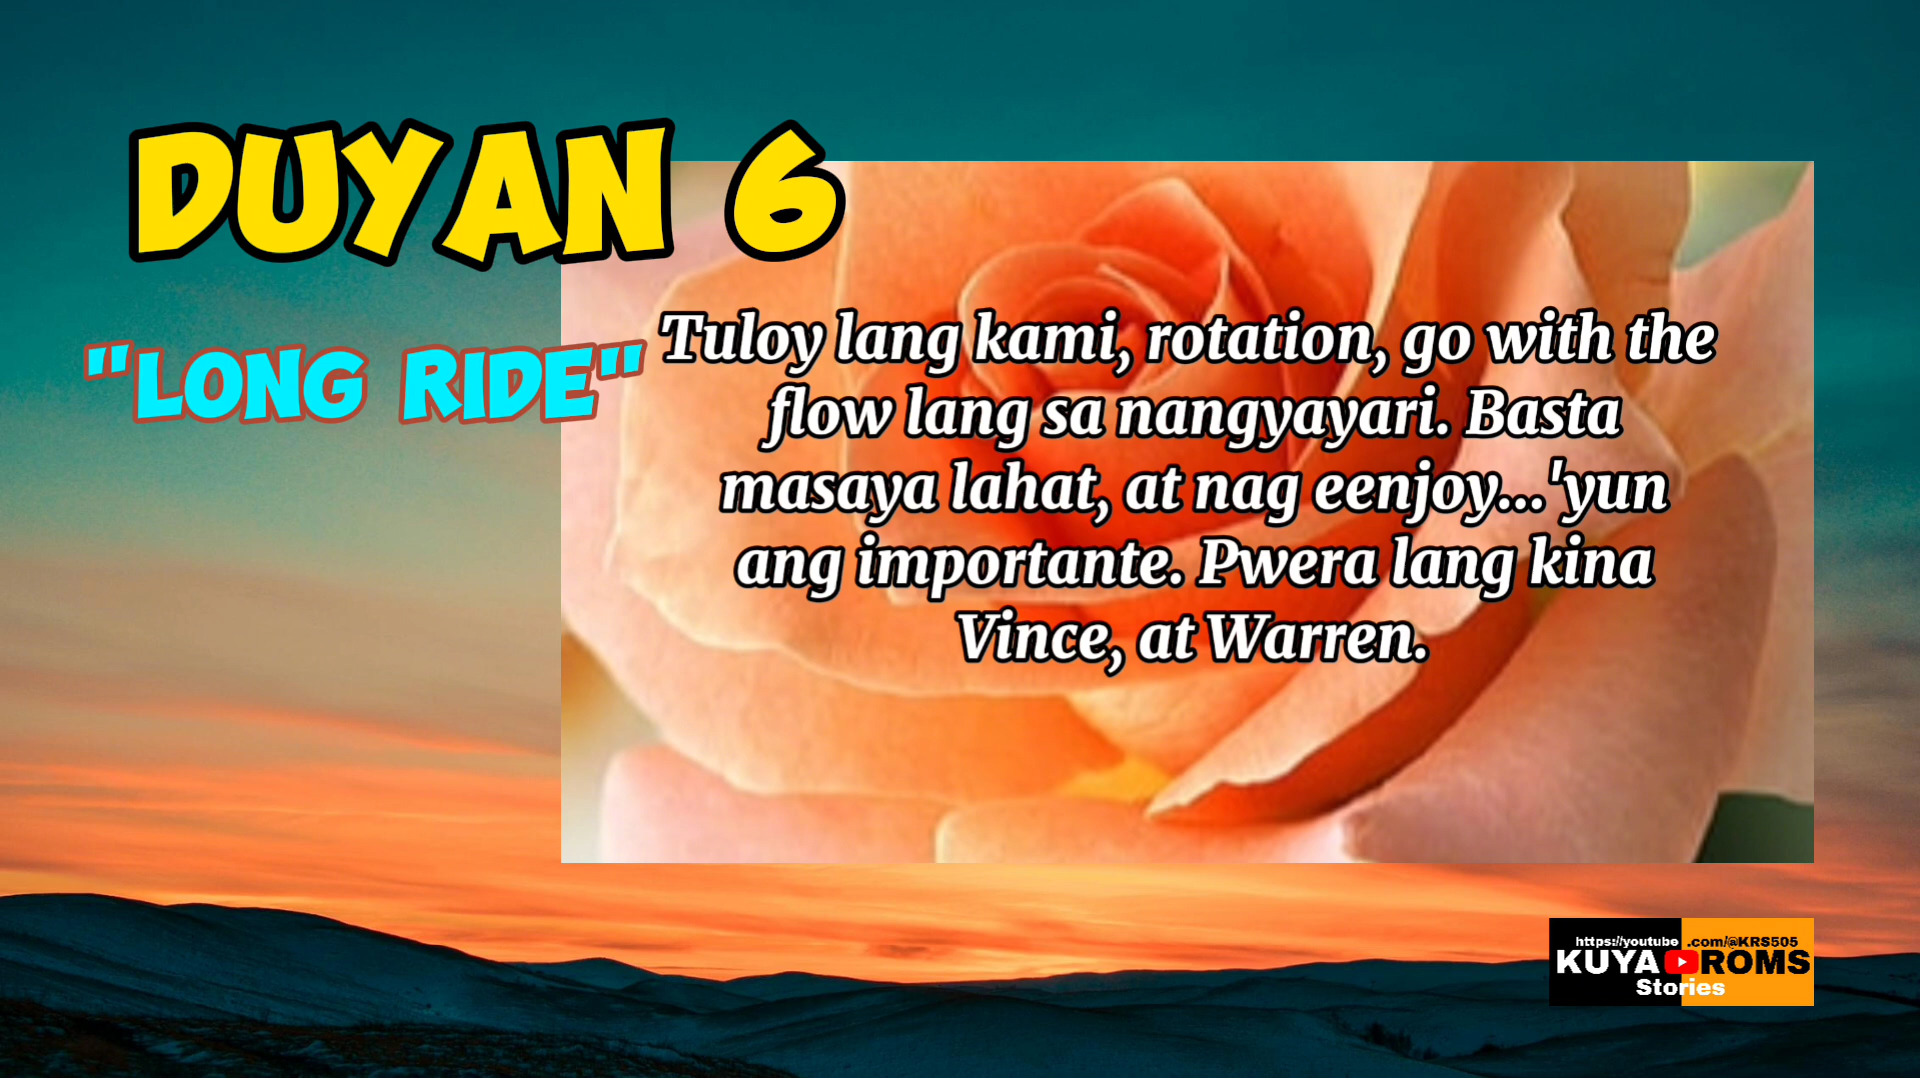 DUYAN 6
"LONG RIDE"
Tuloy lang kami, rotation, go with the
flow lang sa nangyayari. Basta
masaya lahat, at nag eenjoy...'yun
ang importante. Pwera lang kina
Vince, at Warren.
https://youtube.com/@KRS505
KUYA ROMS
Stories